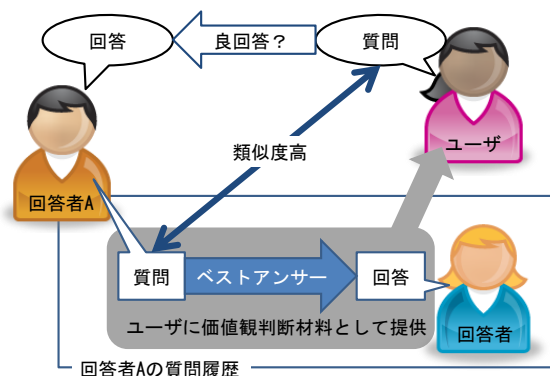 回答
良回答？
質問
ユーザ
類似度高
回答者A
質問
ベストアンサー
回答
ユーザに価値観判断材料として提供
回答者
回答者Aの質問履歴